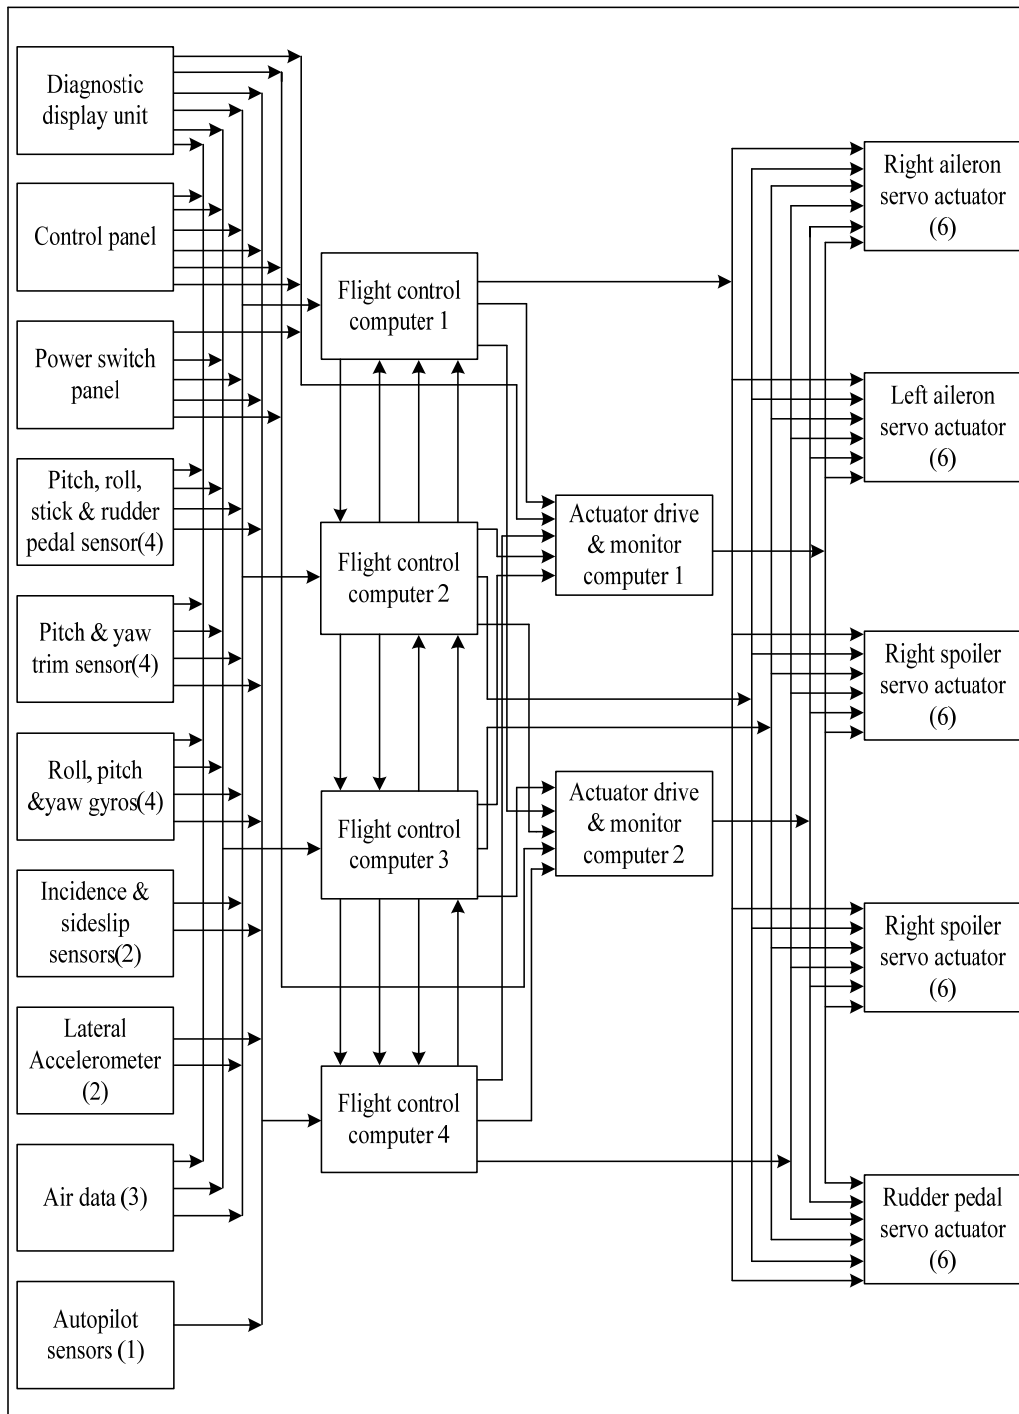 Diagnostic
display unit
Control panel
Power switch
panel
Pitch, roll,
stick & rudder
pedal sensor(4)
Pitch & yaw
trim sensor(4)
Roll, pitch
&yaw gyros(4)
Incidence &
sideslip
sensors(2)
Lateral
Accelerometer
(2)
Air data (3)
Autopilot
sensors (1)
Flight control
computer 1
Flight control
computer 2
Flight control
computer 3
Flight control
computer 4
Actuator drive
& monitor
computer 1
Actuator drive
& monitor
computer 2
Right aileron
servo actuator
(6)
Left aileron
servo actuator
(6)
Right spoiler
servo actuator
(6)
Right spoiler
servo actuator
(6)
Rudder pedal
servo actuator
(6)